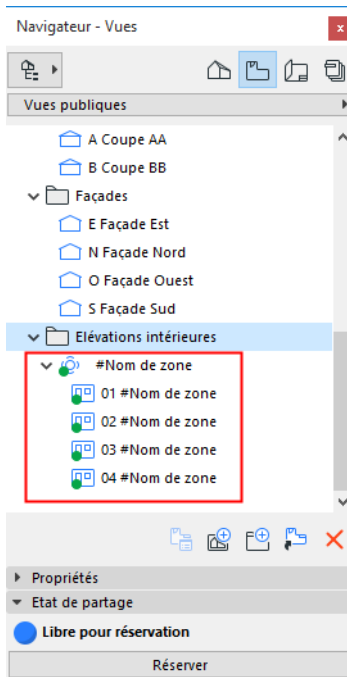 Navigateur - Vues
x
Vues publiques
A Coupe AA
B Coupe BB
Façades
E Façade Est
N Façade Nord
O Façade Ouest
S Façade Sud
Elévations intérieures
#Nom de zone
01 #Nom de zone
02 #Nom de zone
03 #Nom de zone
04 #Nom de zone
Propriétés
Etat de partage
Libre pour réservation
Réserver